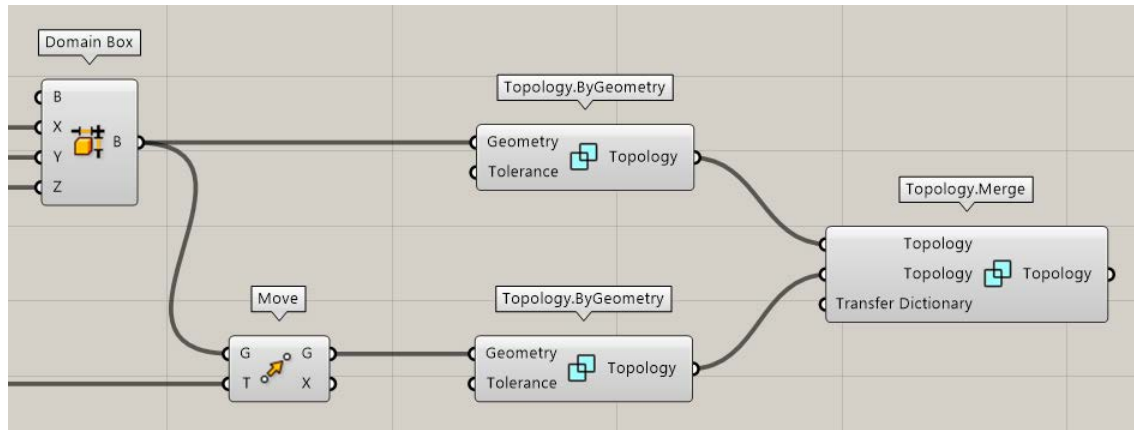 Domain Box
B
X
Y
Z
B
Topology.ByGeometry
Geometry
Tolerance
Topology
Topology.Merge
Topology
Topology
Transfer Dictionary
Topology
Move
G
T
G
X
Topology.ByGeometry
Geometry
Tolerance
Topology